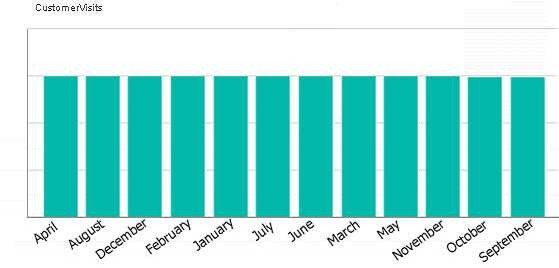 CustomerVisits
April
August
December
February
January
July
June
March
May
November
October
September